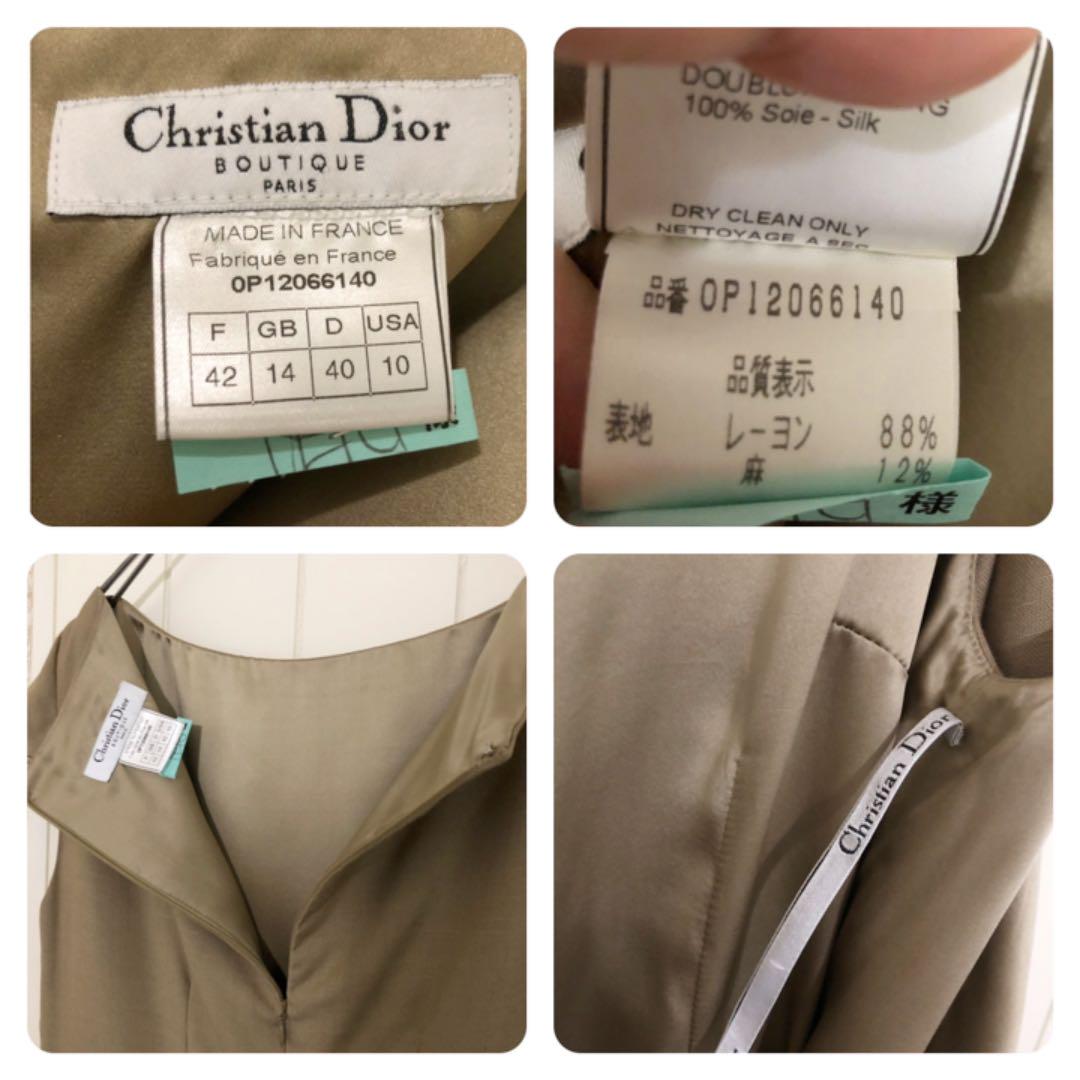 Christian Dior
BOUTIQUE
PARIS
MADE IN FRANCE
Fabriqué en France
0P12066140
F GB D USA
42 14 40 10
様
100% Soie - Silk
DRY CLEAN ONLY
NETTOYAGE A SEC
品番 0P12066140
品質表示
表地 レーヨン 88%
麻 12%
様
Christian Dior
Christian Dior